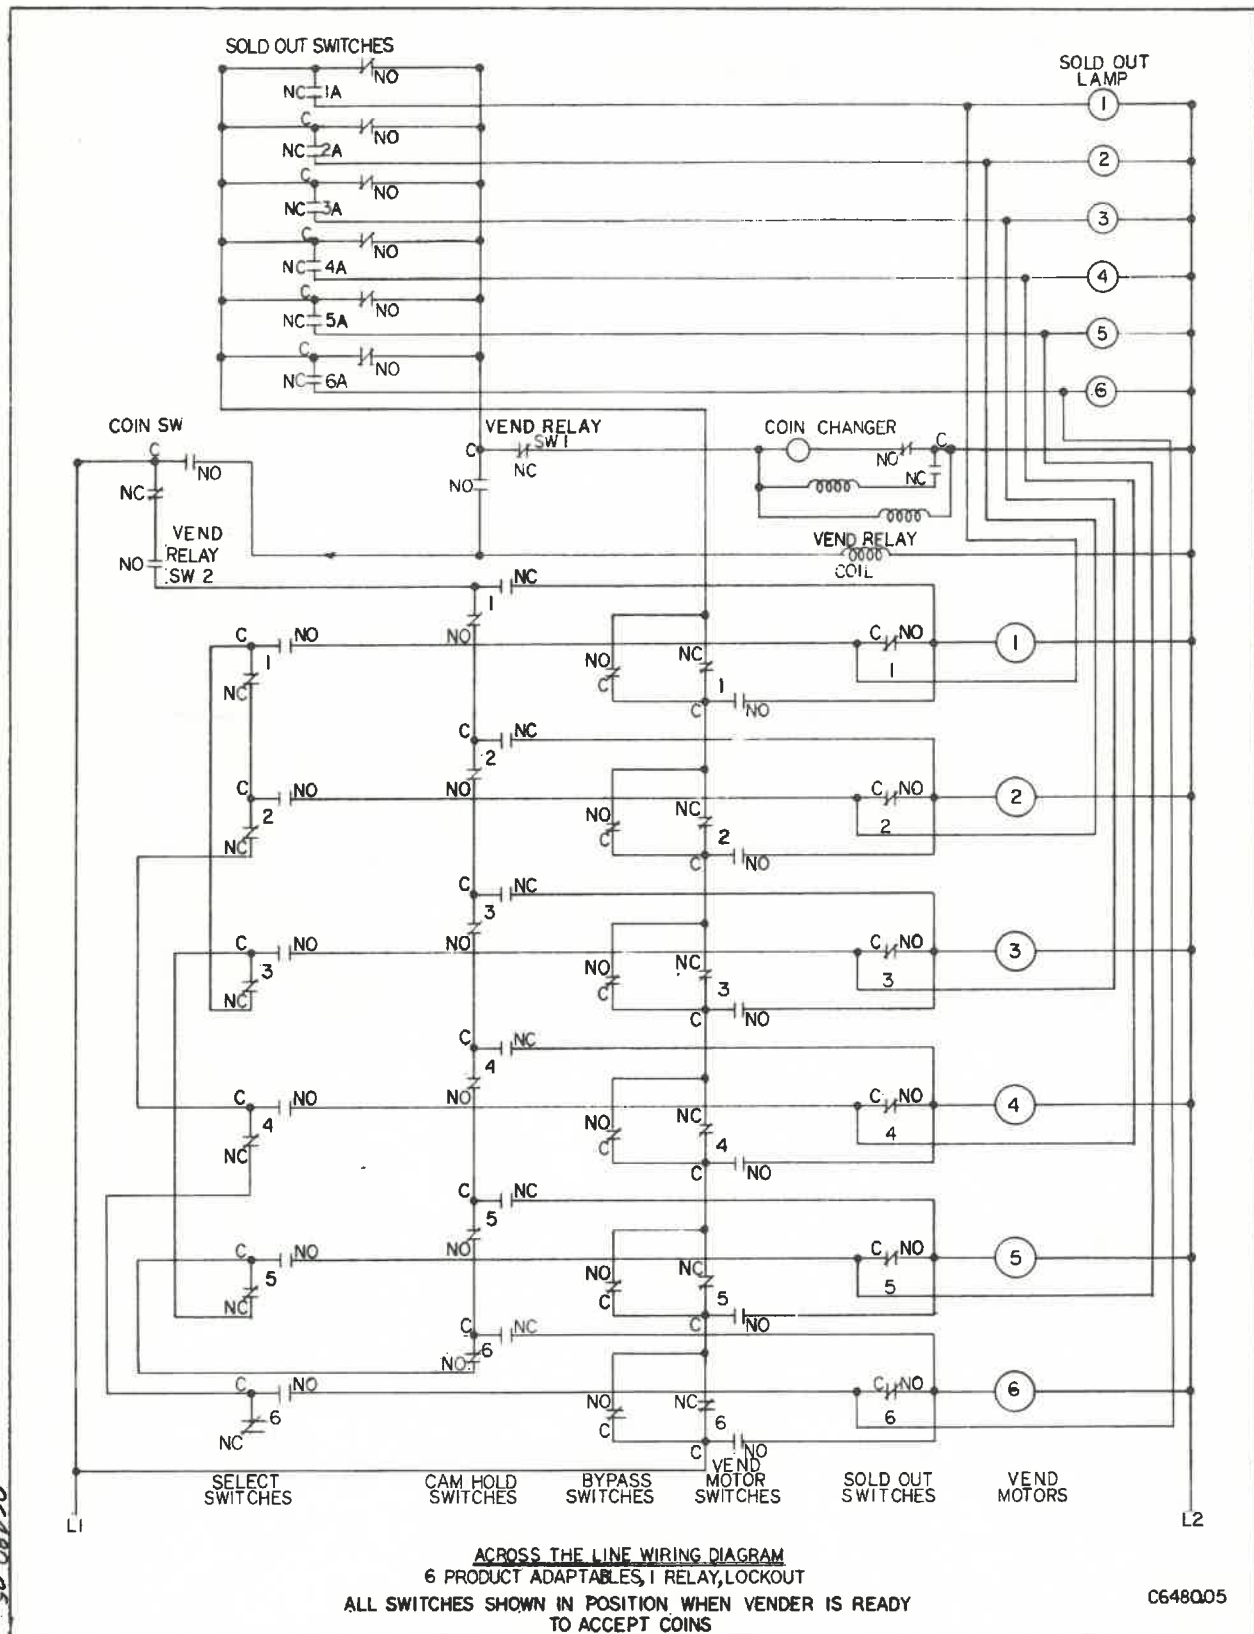 SOLD OUT SWITCHES
NO
NC 1A
C
NO
NC 2A
C
NO
NC 3A
C
NO
NC 4A
C
NO
NC 5A
C
NO
NC 6A
SOLD OUT
LAMP
1
2
3
4
5
6
COIN SW
C
NO
NC
VEND
RELAY
SW 2
NO
VEND RELAY
SW 1
C
NC
NO
COIN CHANGER
C
NO
NC
VEND RELAY
COIL
NC
1
NO
C NO
1
NC
NO
C
NC
1
C NO
C NO
1
1
C NC
2
NO
C NO
2
NC
NO
C
NC
2
C NO
C NO
2
2
C NC
3
NO
C NO
3
NC
NO
C
NC
3
C NO
C NO
3
3
C NC
4
NO
C NO
4
NC
NO
C
NC
4
C NO
C NO
4
4
C NC
5
NO
C NO
5
NC
NO
C
NC
5
C NO
C NO
5
5
C NC
6
NO
C NO
6
NC
NO
C
NC
6
C NO
C NO
6
6
SELECT
SWITCHES
CAM HOLD
SWITCHES
BYPASS
SWITCHES
VEND
MOTOR
SWITCHES
SOLD OUT
SWITCHES
VEND
MOTORS
L1
L2
ACROSS THE LINE WIRING DIAGRAM
6 PRODUCT ADAPTABLES, 1 RELAY, LOCKOUT
ALL SWITCHES SHOWN IN POSITION WHEN VENDER IS READY
TO ACCEPT COINS
C648005